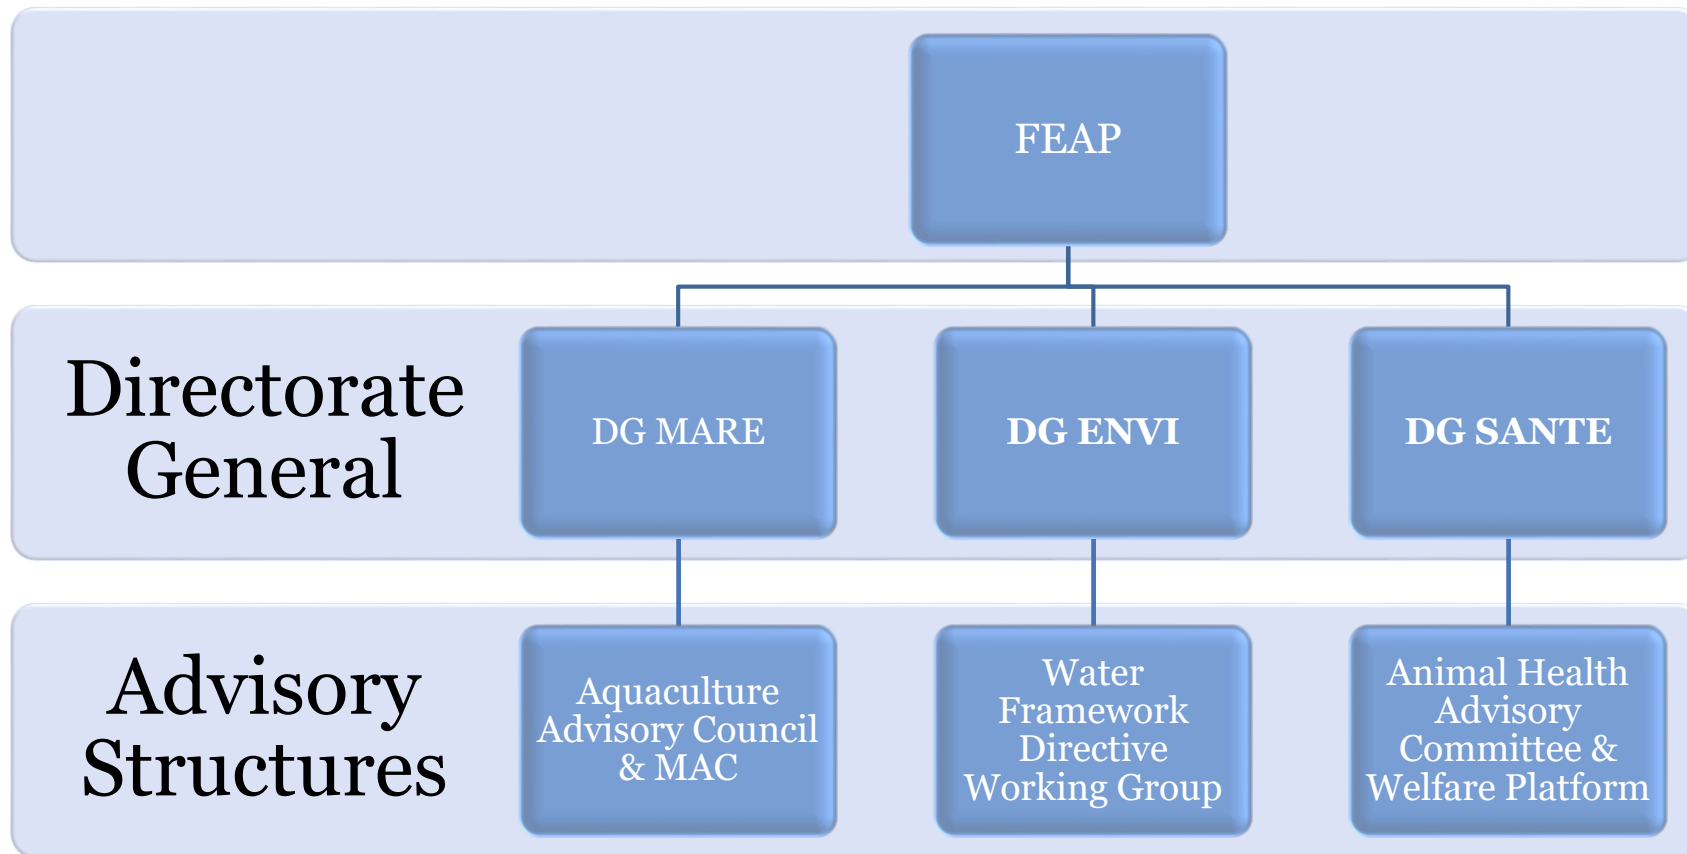 FEAP
Directorate
General
DG MARE
DG ENVI
DG SANTE
Advisory
Structures
Aquaculture
Advisory Council
& MAC
Water
Framework
Directive
Working Group
Animal Health
Advisory
Committee &
Welfare Platform